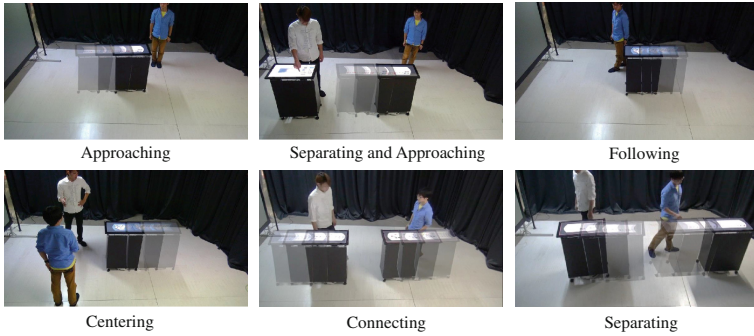 Approaching
Separating and Approaching
Following
Centering
Connecting
Separating